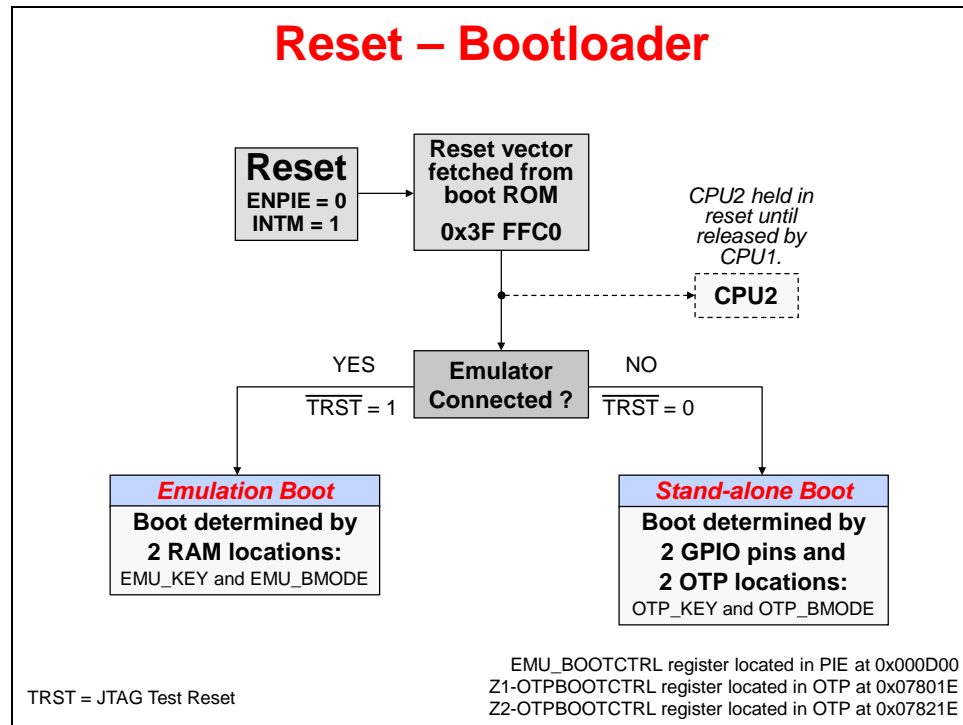 Reset – Bootloader
Reset
ENPIE = 0
INTM = 1
Reset vector
fetched from
boot ROM
0x3F FFC0
CPU2 held in
reset until
released by
CPU1.
CPU2
YES
T̅R̅S̅T̅ = 1
Emulator
Connected ?
NO
T̅R̅S̅T̅ = 0
Emulation Boot
Boot determined by
2 RAM locations:
EMU_KEY and EMU_BMODE
Stand-alone Boot
Boot determined by
2 GPIO pins and
2 OTP locations:
OTP_KEY and OTP_BMODE
TRST = JTAG Test Reset
EMU_BOOTCTRL register located in PIE at 0x000D00
Z1-OTPBOOTCTRL register located in OTP at 0x07801E
Z2-OTPBOOTCTRL register located in OTP at 0x07821E